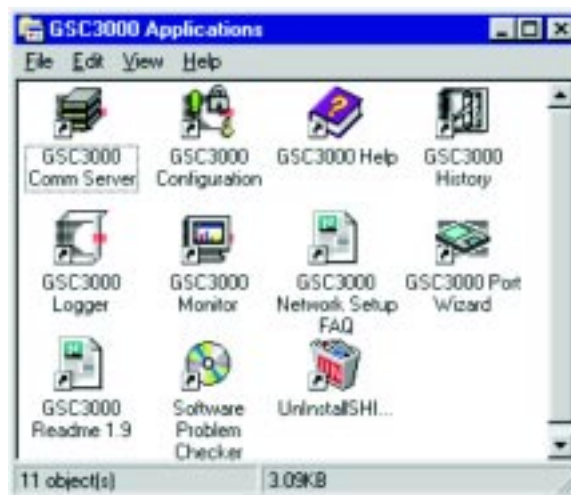 GSC3000 Applications
File Edit View Help
GSC3000
Comm Server
GSC3000
Configuration
GSC3000 Help
GSC3000
History
GSC3000
Logger
GSC3000
Monitor
GSC3000
Network Setup
FAQ
GSC3000 Port
Wizard
GSC3000
Readme 1.9
Software
Problem
Checker
UnInstallSHI...
11 object(s)
3.09KB